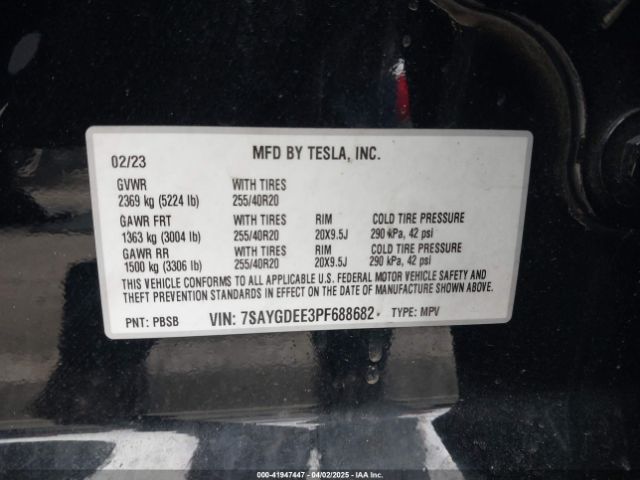 02/23 MFD BY TESLA, INC.
GVWR WITH TIRES
2369 kg (5224 lb) 255/40R20
GAWR FRT WITH TIRES RIM COLD TIRE PRESSURE
1363 kg (3004 lb) 255/40R20 20X9.5J 290 kPa, 42 psi
GAWR RR WITH TIRES RIM COLD TIRE PRESSURE
1500 kg (3306 lb) 255/40R20 20X9.5J 290 kPa, 42 psi
THIS VEHICLE CONFORMS TO ALL APPLICABLE U.S. FEDERAL MOTOR VEHICLE SAFETY AND
THEFT PREVENTION STANDARDS IN EFFECT ON THE DATE OF MANUFACTURE SHOWN ABOVE.
PNT: PBSB VIN: 7SAYGDEE3PF688682 TYPE: MPV
000-41947447 - 04/02/2025 - IAA Inc.